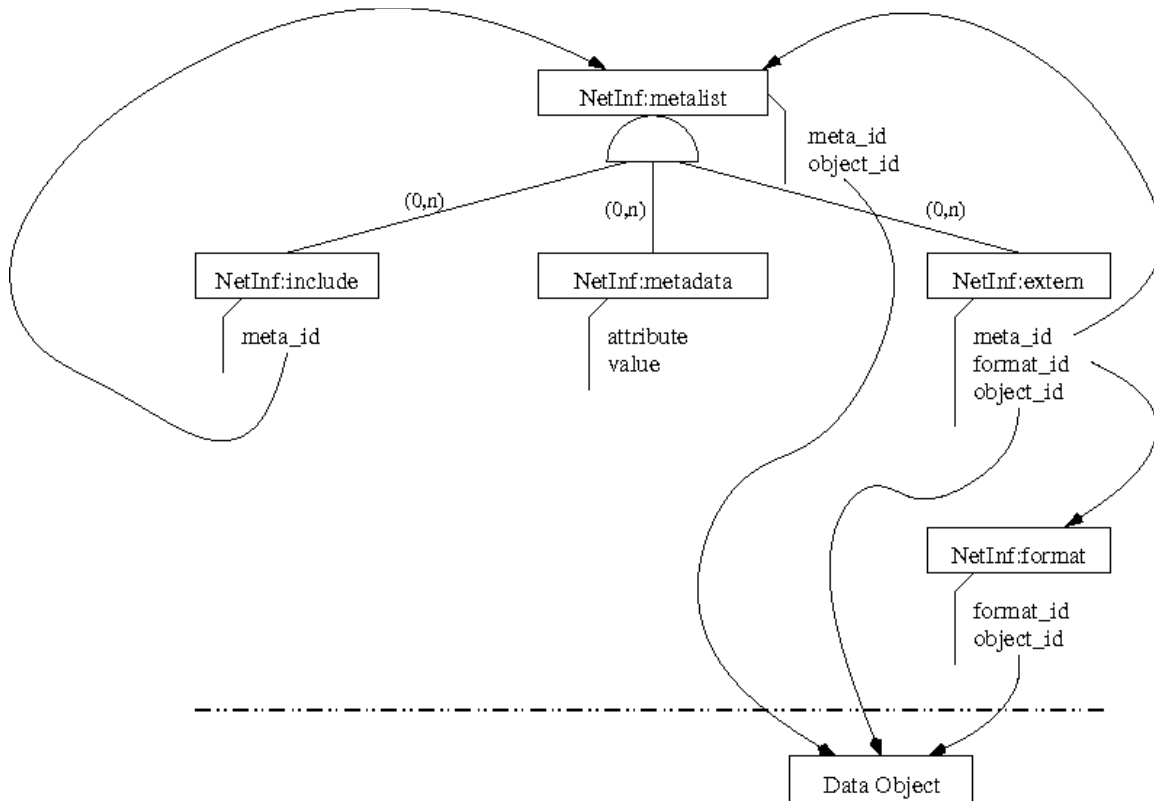 NetInf:metalist
meta_id
object_id
(0,n)
(0,n)
(0,n)
NetInf:include
NetInf:metadata
NetInf:extern
meta_id
attribute
value
meta_id
format_id
object_id
NetInf:format
format_id
object_id
Data Object